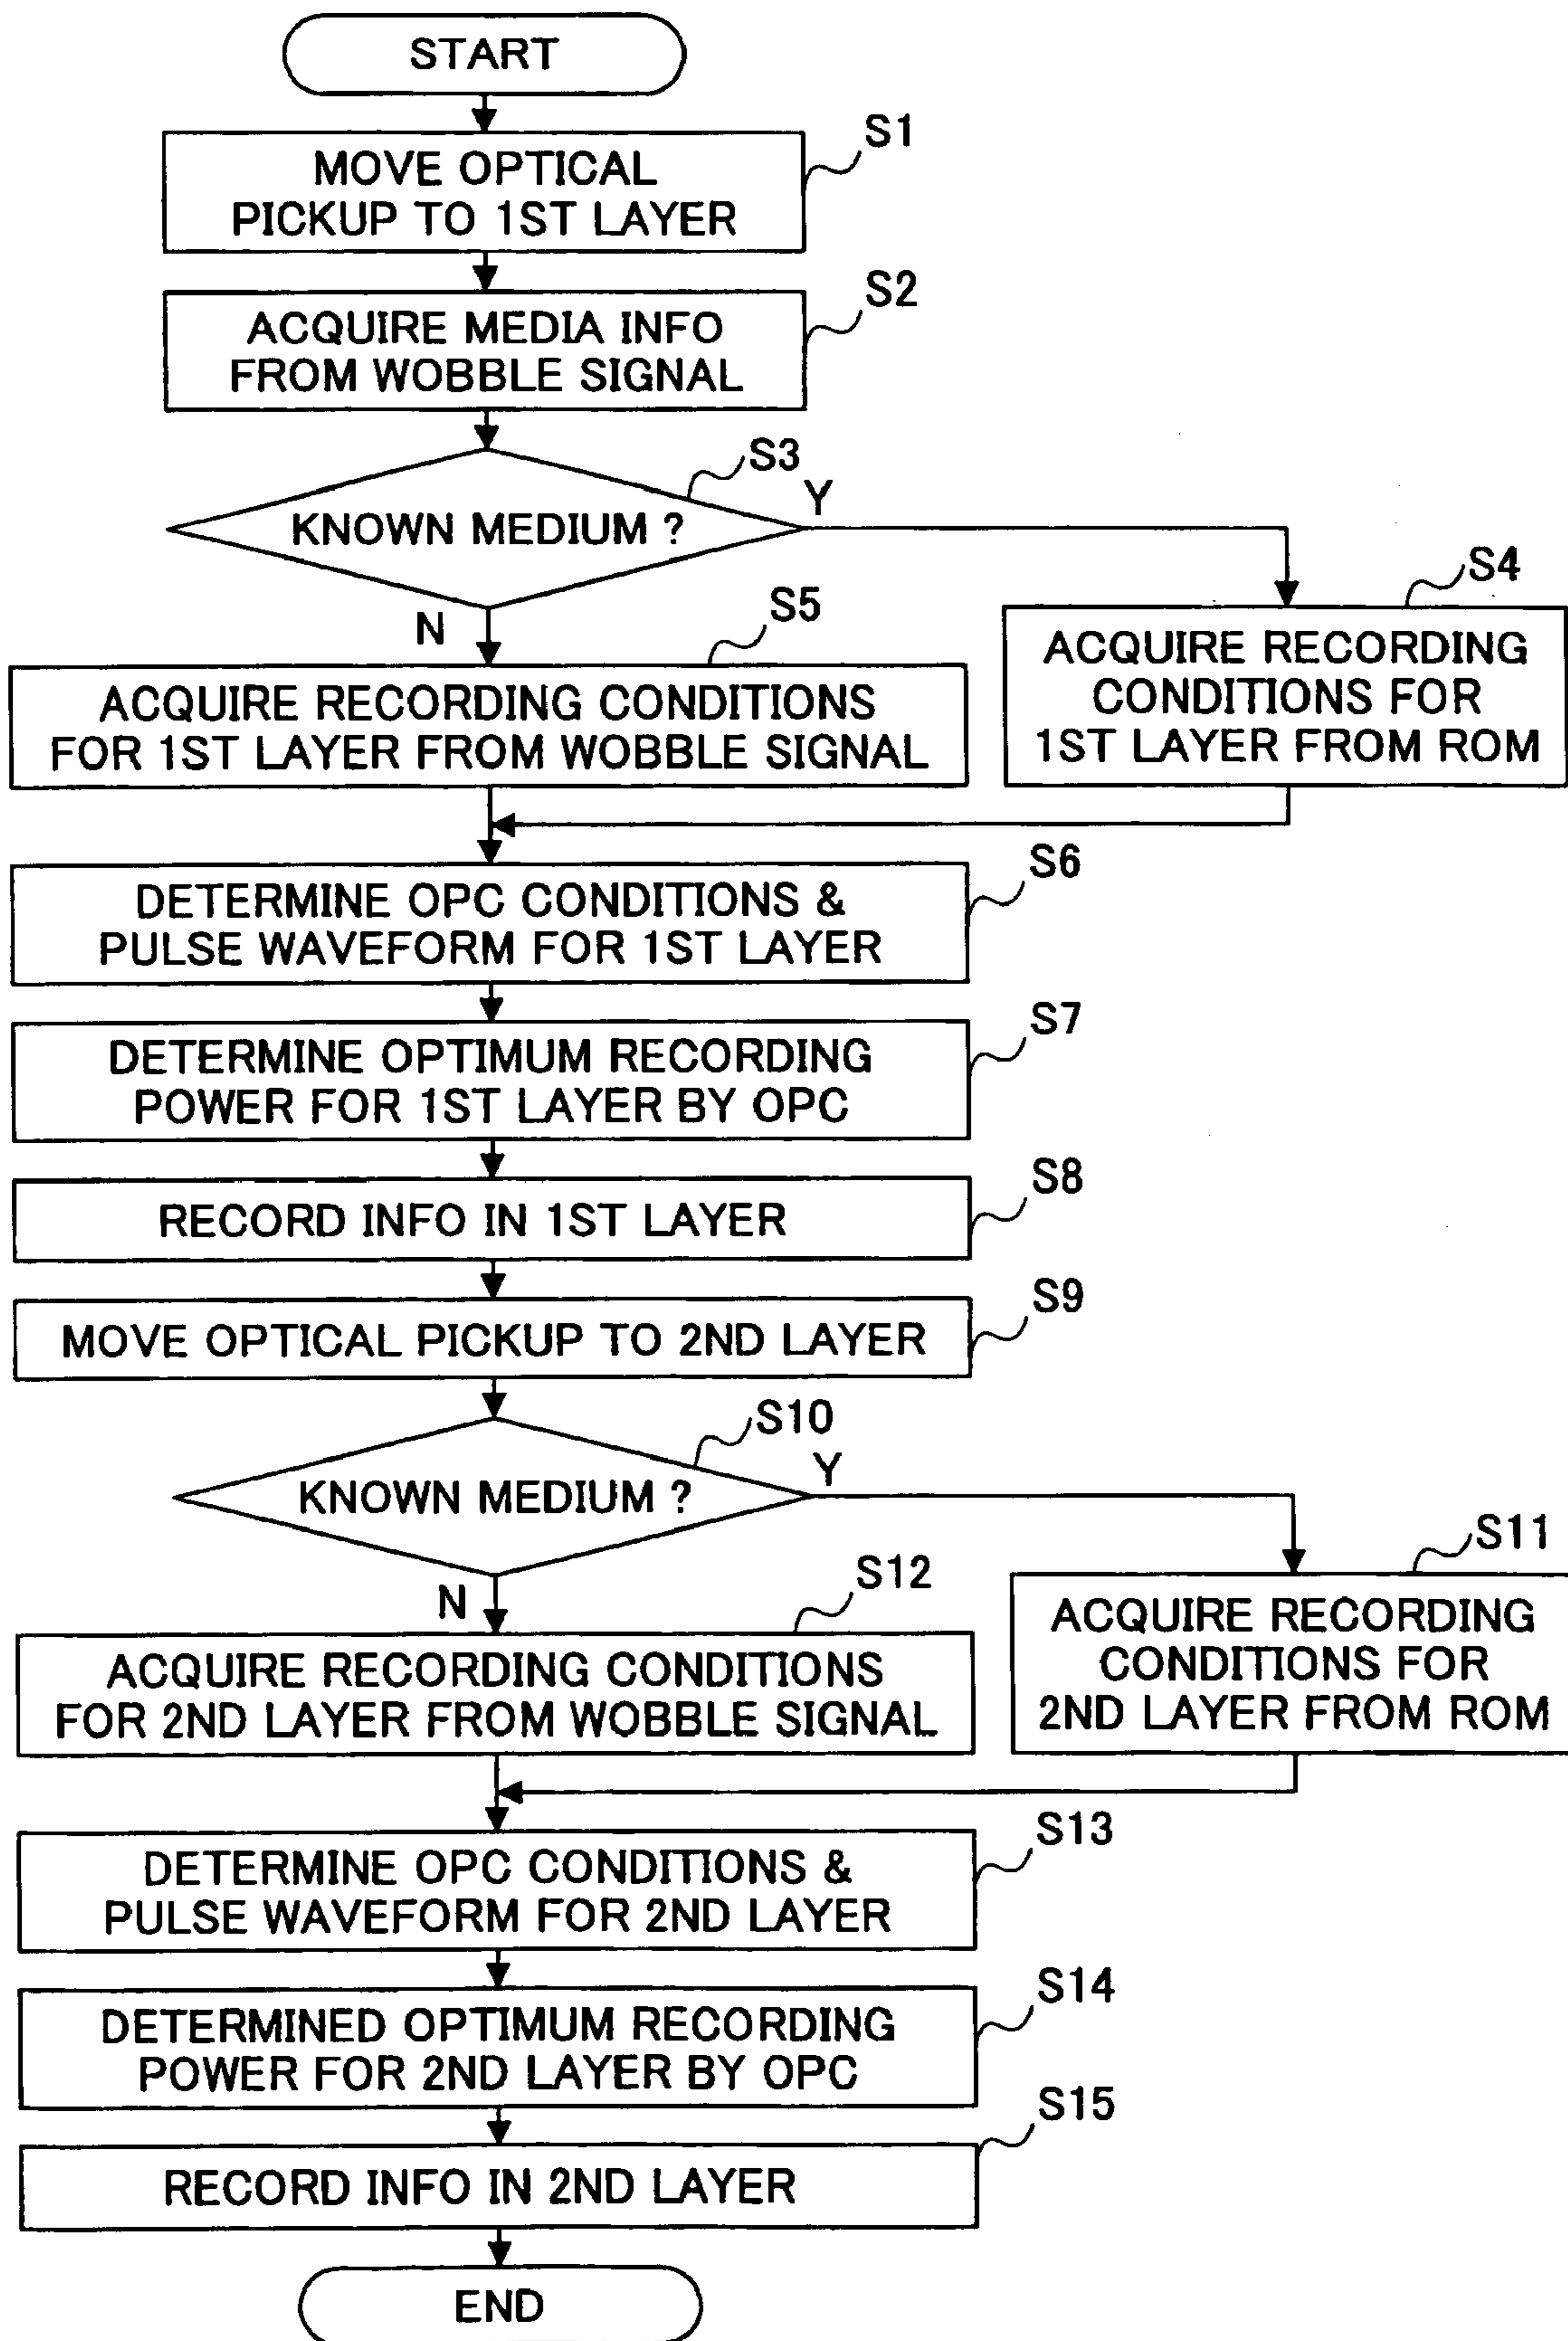 START
S1
MOVE OPTICAL
PICKUP TO 1ST LAYER
S2
ACQUIRE MEDIA INFO
FROM WOBBLE SIGNAL
S3
KNOWN MEDIUM ?
Y
N
S4
ACQUIRE RECORDING
CONDITIONS FOR
1ST LAYER FROM ROM
S5
ACQUIRE RECORDING CONDITIONS
FOR 1ST LAYER FROM WOBBLE SIGNAL
S6
DETERMINE OPC CONDITIONS &
PULSE WAVEFORM FOR 1ST LAYER
S7
DETERMINE OPTIMUM RECORDING
POWER FOR 1ST LAYER BY OPC
S8
RECORD INFO IN 1ST LAYER
S9
MOVE OPTICAL PICKUP TO 2ND LAYER
S10
KNOWN MEDIUM ?
Y
N
S11
ACQUIRE RECORDING
CONDITIONS FOR
2ND LAYER FROM ROM
S12
ACQUIRE RECORDING CONDITIONS
FOR 2ND LAYER FROM WOBBLE SIGNAL
S13
DETERMINE OPC CONDITIONS &
PULSE WAVEFORM FOR 2ND LAYER
S14
DETERMINED OPTIMUM RECORDING
POWER FOR 2ND LAYER BY OPC
S15
RECORD INFO IN 2ND LAYER
END